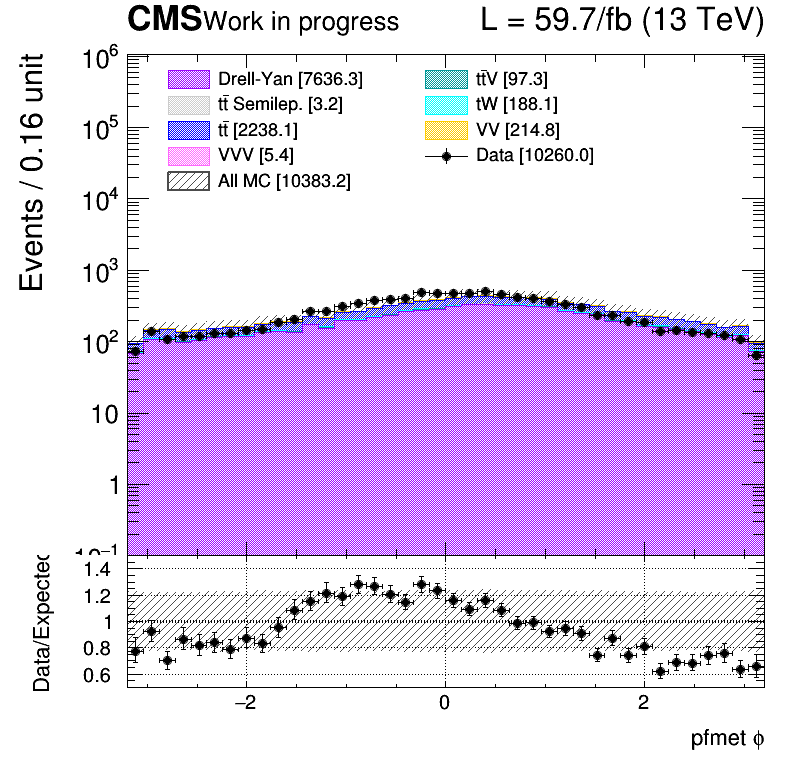 CMS Work in progress L = 59.7/fb (13 TeV)
Events / 0.16 unit
10⁶
10⁵
10⁴
10³
10²
10
1
10⁻¹
Drell-Yan [7636.3]
tt̄ Semilep. [3.2]
tt̄ [2238.1]
VVV [5.4]
All MC [10383.2]
tt̄V [97.3]
tW [188.1]
VV [214.8]
Data [10260.0]
Data/Expected
1.4
1.2
1
0.8
0.6
−2 0 2
pfmet ϕ